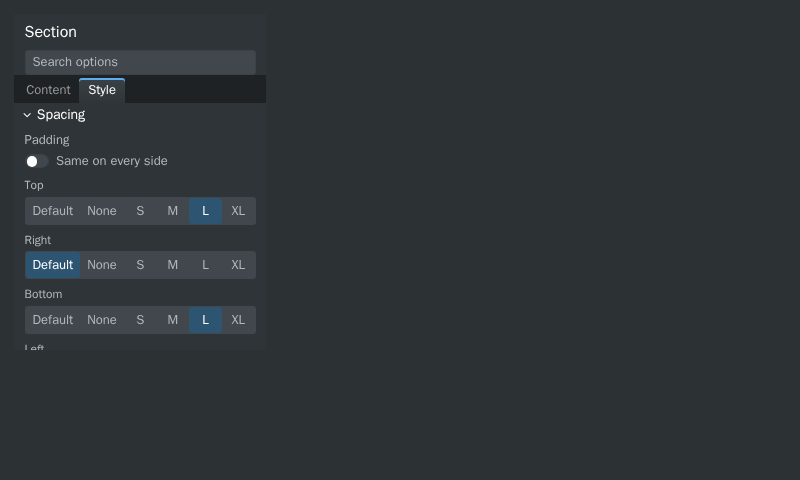 Section
Search options
Content Style
Spacing
Padding
Same on every side
Top
Default None S M L XL
Right
Default None S M L XL
Bottom
Default None S M L XL
Left